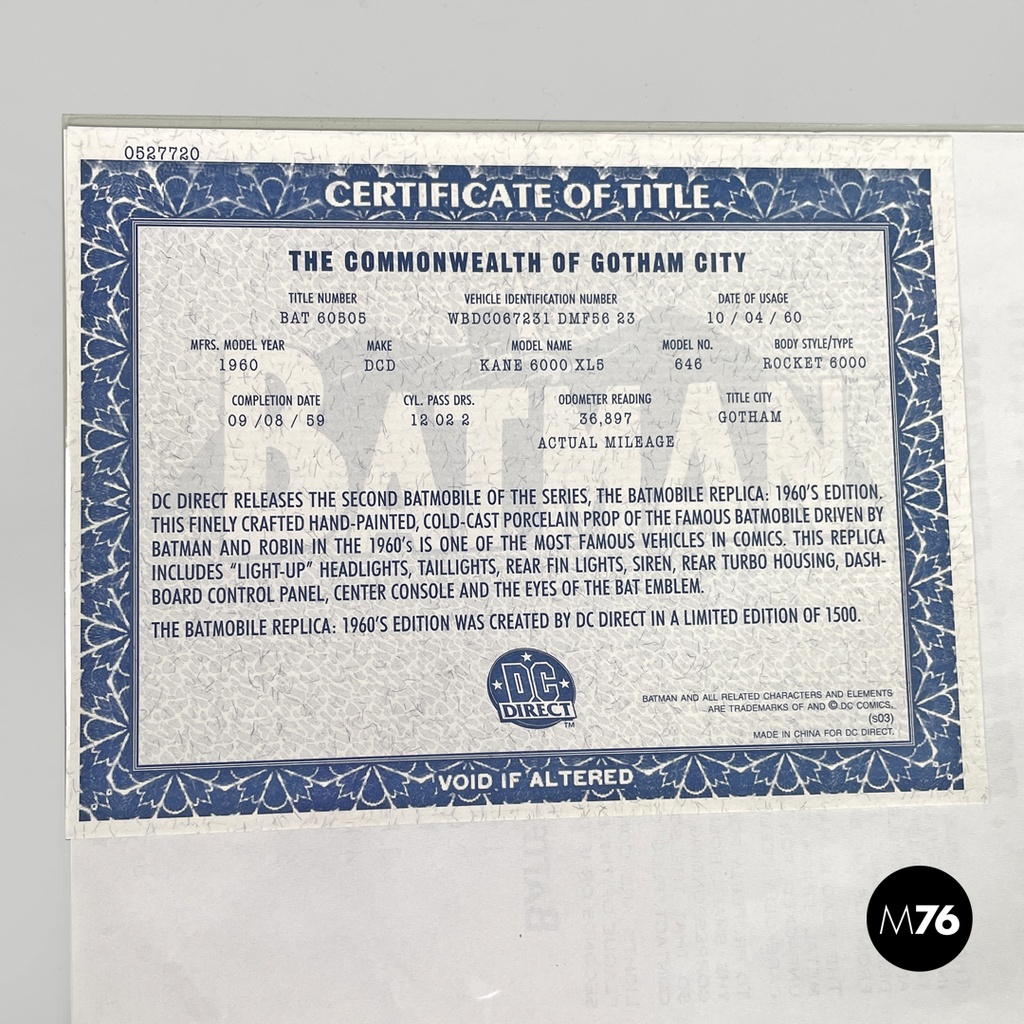 0527720
CERTIFICATE OF TITLE
THE COMMONWEALTH OF GOTHAM CITY
TITLE NUMBER VEHICLE IDENTIFICATION NUMBER DATE OF USAGE
BAT 60505 WBDC067231 DMF56 23 10 / 04 / 60
MFRS. MODEL YEAR MAKE MODEL NAME MODEL NO. BODY STYLE/TYPE
1960 DCD KANE 6000 XL5 646 ROCKET 6000
COMPLETION DATE CYL. PASS DRS. ODOMETER READING TITLE CITY
09 /08 / 59 12 02 2 36,897 GOTHAM
ACTUAL MILEAGE
BATMAN
DC DIRECT RELEASES THE SECOND BATMOBILE OF THE SERIES, THE BATMOBILE REPLICA: 1960'S EDITION.
THIS FINELY CRAFTED HAND-PAINTED, COLD-CAST PORCELAIN PROP OF THE FAMOUS BATMOBILE DRIVEN BY
BATMAN AND ROBIN IN THE 1960's IS ONE OF THE MOST FAMOUS VEHICLES IN COMICS. THIS REPLICA
INCLUDES "LIGHT-UP" HEADLIGHTS, TAILLIGHTS, REAR FIN LIGHTS, SIREN, REAR TURBO HOUSING, DASH-
BOARD CONTROL PANEL, CENTER CONSOLE AND THE EYES OF THE BAT EMBLEM.
THE BATMOBILE REPLICA: 1960'S EDITION WAS CREATED BY DC DIRECT IN A LIMITED EDITION OF 1500.
DC
DIRECT
TM
BATMAN AND ALL RELATED CHARACTERS AND ELEMENTS
ARE TRADEMARKS OF AND © DC COMICS.
(s03)
MADE IN CHINA FOR DC DIRECT.
VOID IF ALTERED
M76